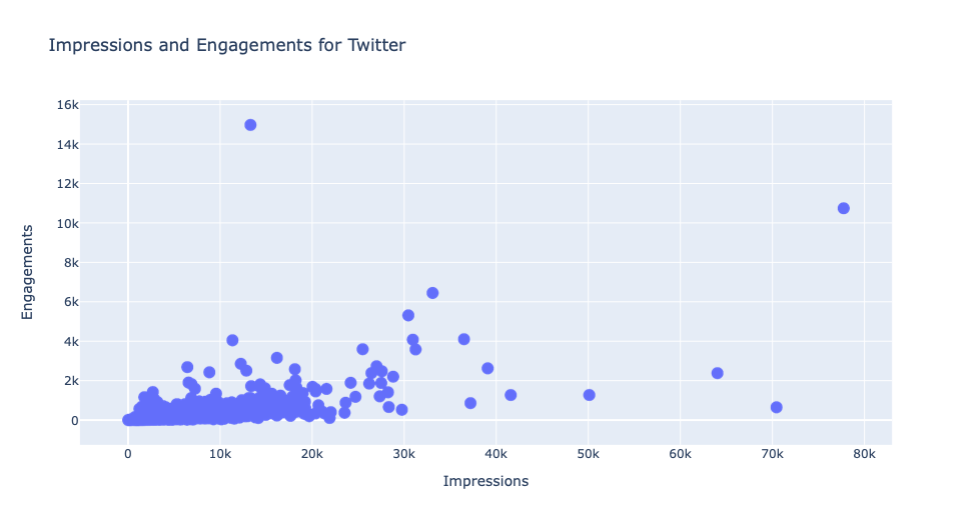 Impressions and Engagements for Twitter
16k
14k
12k
10k
8k
6k
4k
2k
0
Engagements
0 10k 20k 30k 40k 50k 60k 70k 80k
Impressions